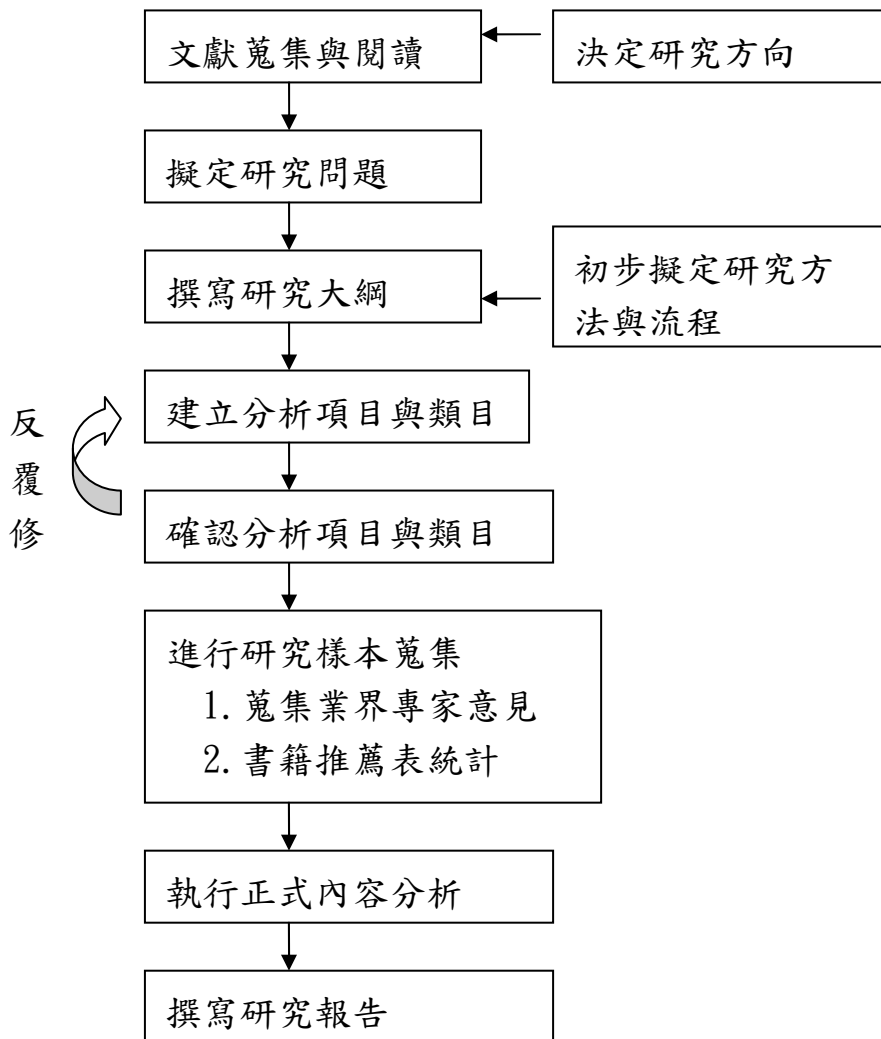 文獻蒐集與閱讀
決定研究方向
擬定研究問題
撰寫研究大綱
初步擬定研究方
法與流程
建立分析項目與類目
反
覆
修
確認分析項目與類目
進行研究樣本蒐集
1. 蒐集業界專家意見
2. 書籍推薦表統計
執行正式內容分析
撰寫研究報告